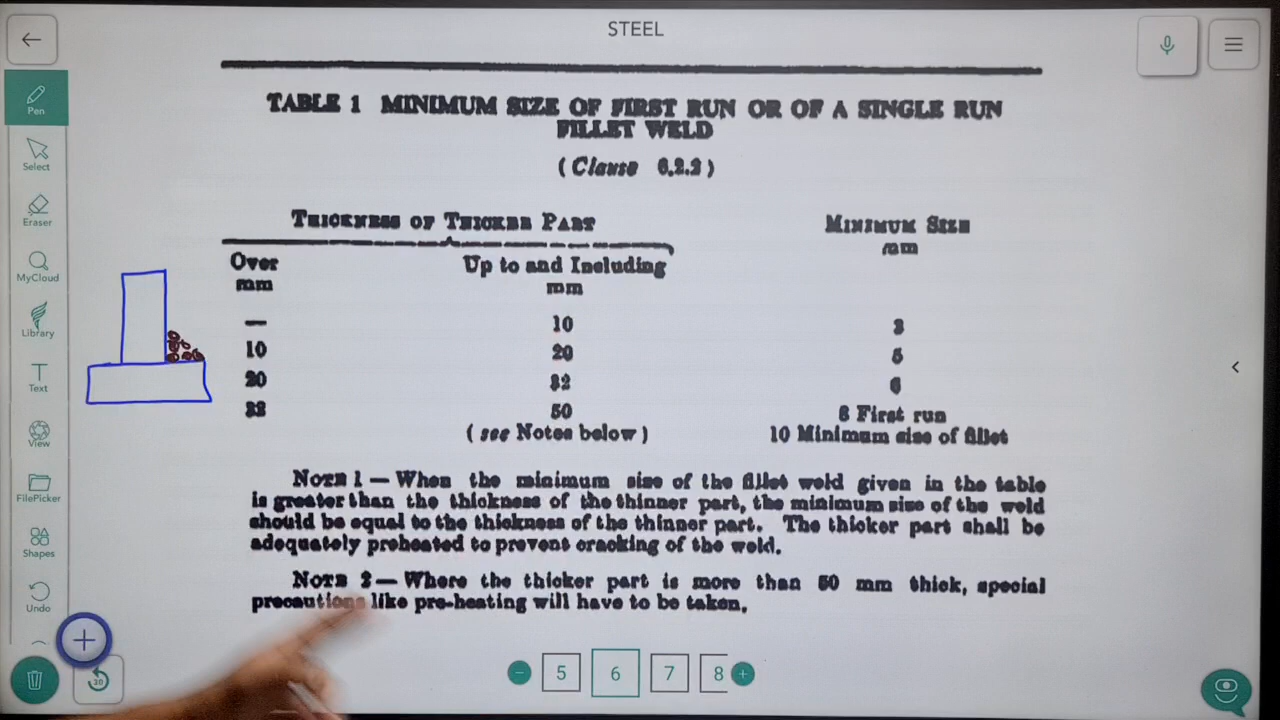 STEEL
TABLE 1 MINIMUM SIZE OF FIRST RUN OR OF A SINGLE RUN
FILLET WELD
( Clause 6.2.2 )
THICKNESS OF THICKER PART
MINIMUM SIZE
mm
Over
mm
Up to and Including
mm
— 10 3
10 20 5
20 32 6
32 50 8 First run
( see Notes below ) 10 Minimum size of fillet
NOTE 1 — When the minimum size of the fillet weld given in the table
is greater than the thickness of the thinner part, the minimum size of the weld
should be equal to the thickness of the thinner part. The thicker part shall be
adequately preheated to prevent cracking of the weld.
NOTE 2 — Where the thicker part is more than 50 mm thick, special
precautions like pre-heating will have to be taken.
Pen
Select
Eraser
MyCloud
Library
Text
View
FilePicker
Shapes
Undo
30
5 6 7 8